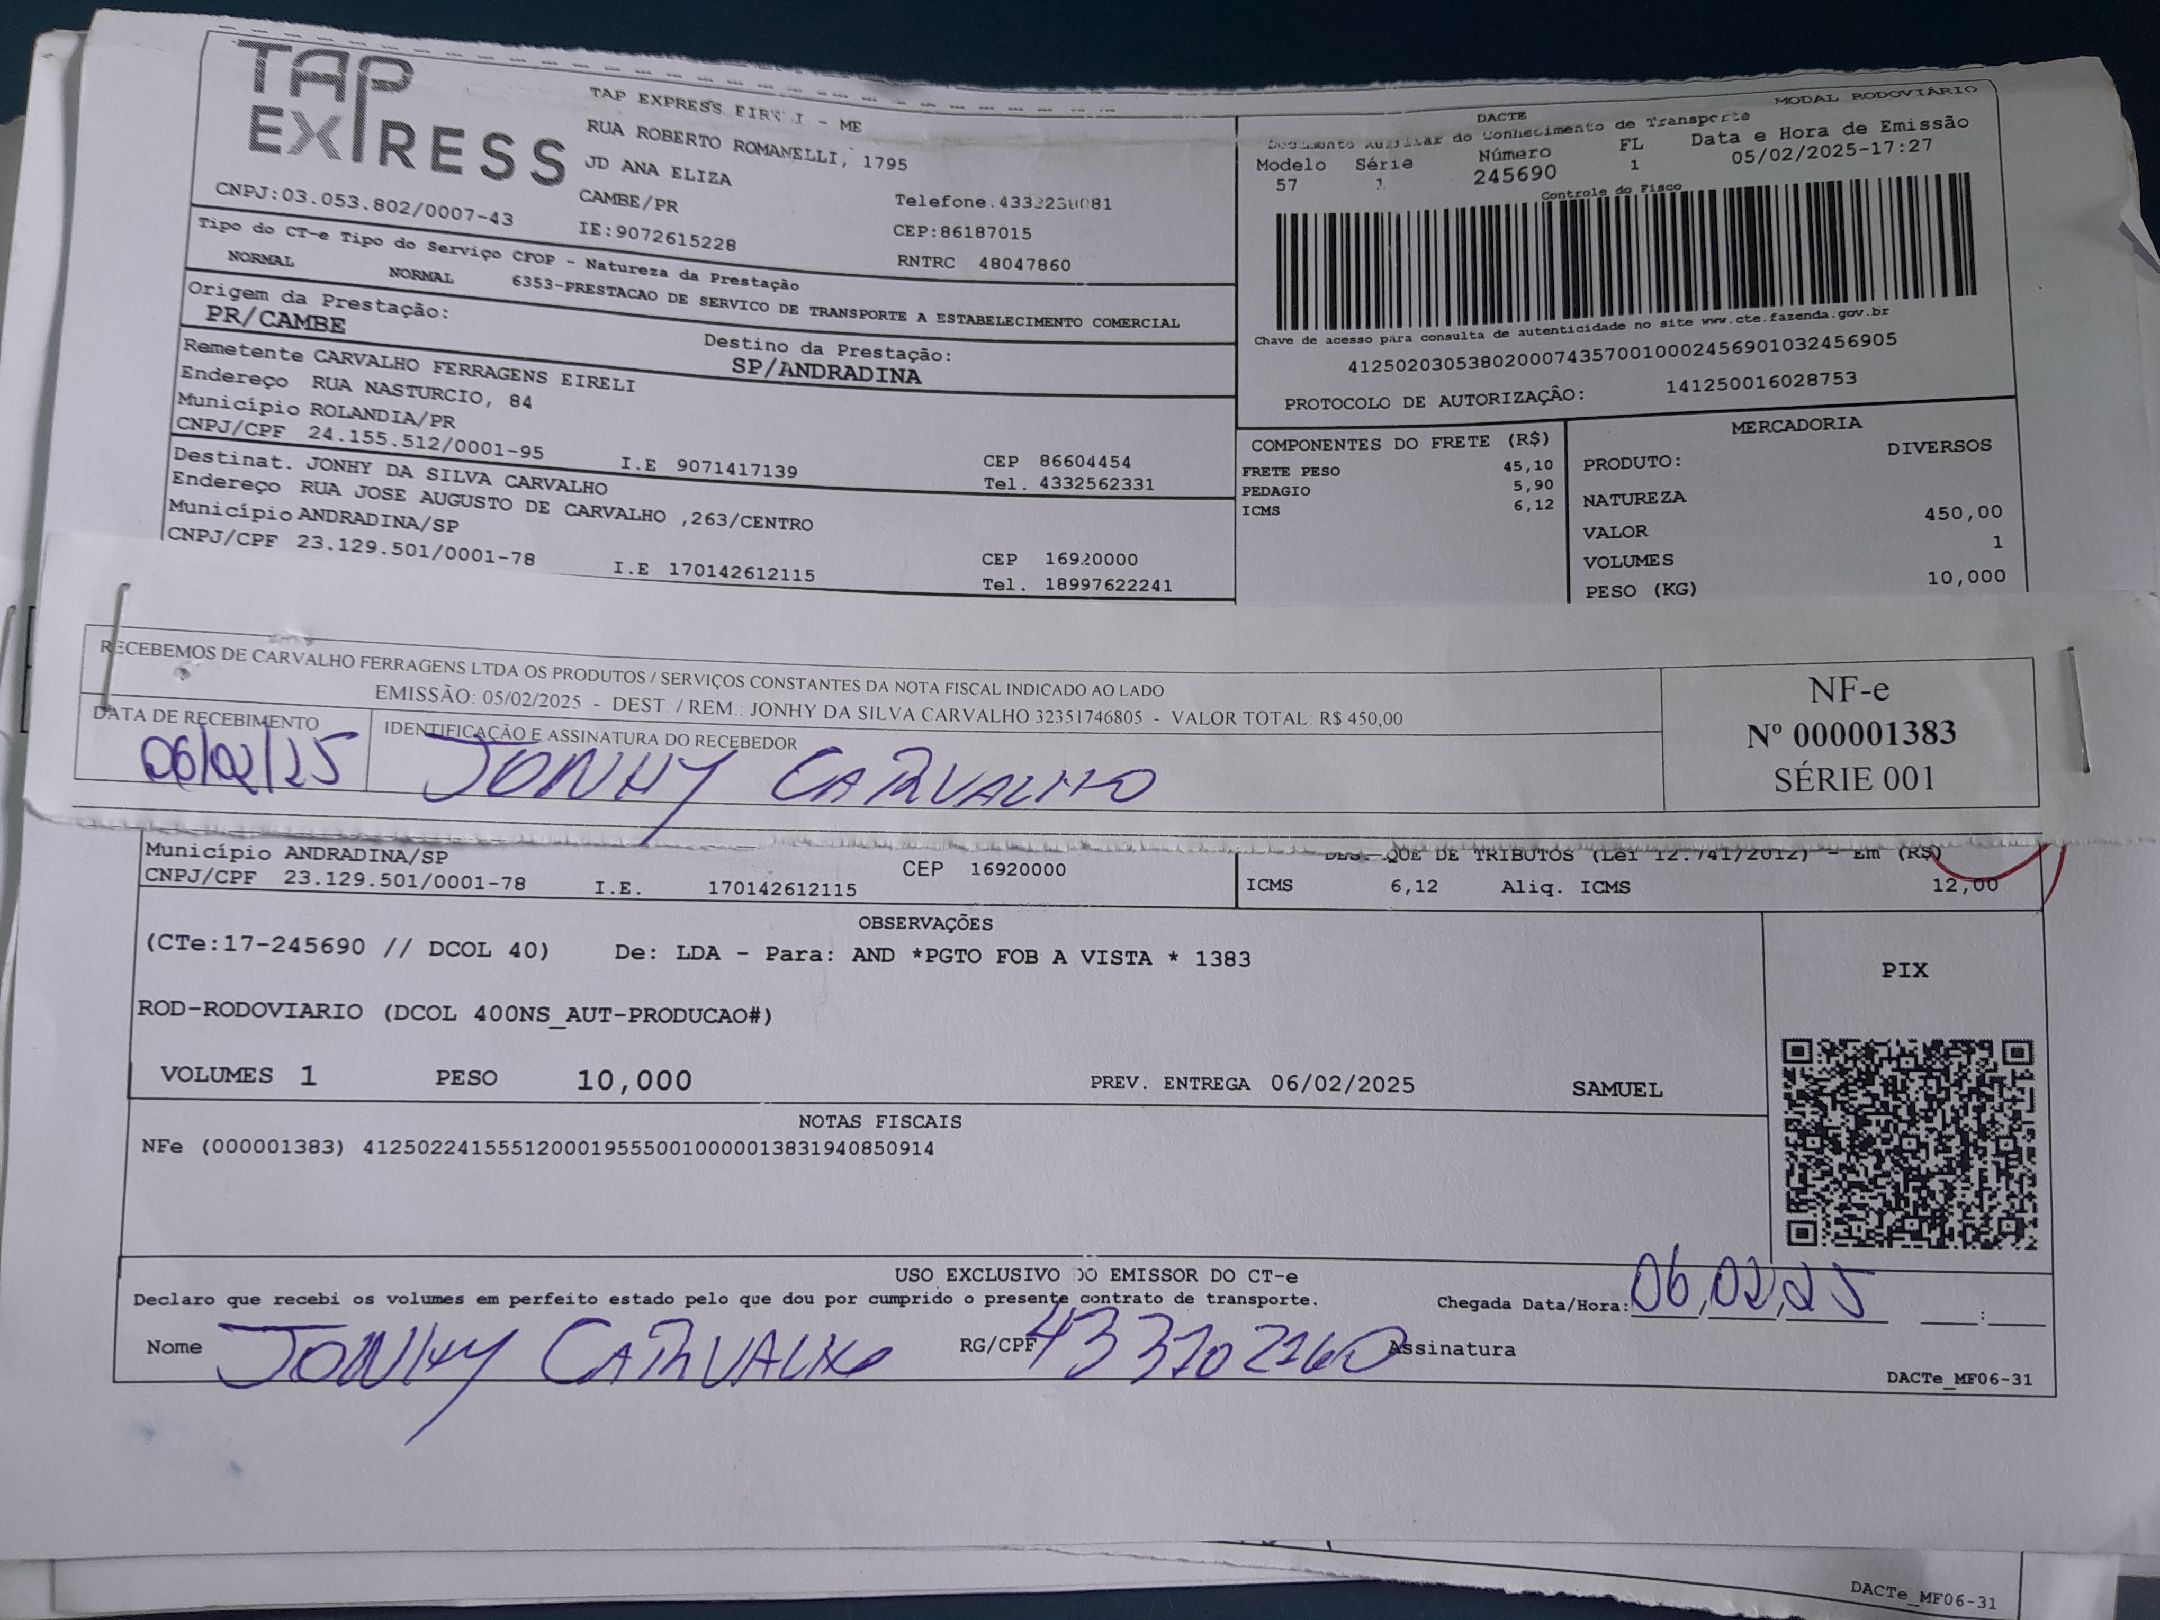 TAP EXPRESS
TAP EXPRESS - ME
RUA ROBERTO ROMANELLI, 1795
JD ANA ELIZA
CAMBE/PR
CNPJ:03.053.802/0007-43
IE:9072615228
CEP:86187015
RNTRC 48047860
Tipo do CT-e Tipo do Serviço CFOP - Natureza da Prestação
NORMAL NORMAL 6353-PRESTACAO DE SERVICO DE TRANSPORTE A ESTABELECIMENTO COMERCIAL
Origem da Prestação:
PR/CAMBE
Destino da Prestação:
SP/ANDRADINA
Remetente CARVALHO FERRAGENS EIRELI
Endereço RUA NASTURCIO, 84
Município ROLANDIA/PR
CNPJ/CPF 24.155.512/0001-95 I.E 9071417139
CEP 86604454
Tel. 4332562331
Destinat. JONHY DA SILVA CARVALHO
Endereço RUA JOSE AUGUSTO DE CARVALHO ,263/CENTRO
Município ANDRADINA/SP
CNPJ/CPF 23.129.501/0001-78 I.E 170142612115
CEP 16920000
Tel. 18997622241
MODAL RODOVIÁRIO
DACTE
Documento Auxiliar do Conhecimento de Transporte
Modelo Série Número FL Data e Hora de Emissão
57 1 245690 1 05/02/2025-17:27
Controle do Fisco
Chave de acesso para consulta de autenticidade no site www.cte.fazenda.gov.br
41250203053802000743570010002456901032456905
PROTOCOLO DE AUTORIZAÇÃO: 141250016028753
COMPONENTES DO FRETE (R$)
FRETE PESO 45,10
PEDAGIO 5,90
ICMS 6,12
MERCADORIA
PRODUTO: DIVERSOS
NATUREZA
VALOR 450,00
VOLUMES 1
PESO (KG) 10,000
RECEBEMOS DE CARVALHO FERRAGENS LTDA OS PRODUTOS / SERVIÇOS CONSTANTES DA NOTA FISCAL INDICADO AO LADO
EMISSÃO: 05/02/2025 - DEST. / REM.: JONHY DA SILVA CARVALHO 32351746805 - VALOR TOTAL: R$ 450,00
DATA DE RECEBIMENTO
06/02/25
IDENTIFICAÇÃO E ASSINATURA DO RECEBEDOR
JONHY CARVALHO
NF-e
Nº 000001383
SÉRIE 001
Município ANDRADINA/SP CEP 16920000
CNPJ/CPF 23.129.501/0001-78 I.E. 170142612115
DE TRIBUTOS (Lei 12.741/2012) - Em (R$)
ICMS 6,12 Aliq. ICMS 12,00
OBSERVAÇÕES
(CTe:17-245690 // DCOL 40) De: LDA - Para: AND *PGTO FOB A VISTA * 1383
ROD-RODOVIARIO (DCOL 400NS_AUT-PRODUCAO#)
VOLUMES 1 PESO 10,000 PREV. ENTREGA 06/02/2025 SAMUEL
PIX
NOTAS FISCAIS
NFe (000001383) 41250224155512000195550010000013831940850914
USO EXCLUSIVO DO EMISSOR DO CT-e
Declaro que recebi os volumes em perfeito estado pelo que dou por cumprido o presente contrato de transporte.
Chegada Data/Hora: 06,02,25 :
Nome JONHY CARVALHO RG/CPF 433102160 Assinatura
DACTe_MF06-31
DACTe_MF06-31